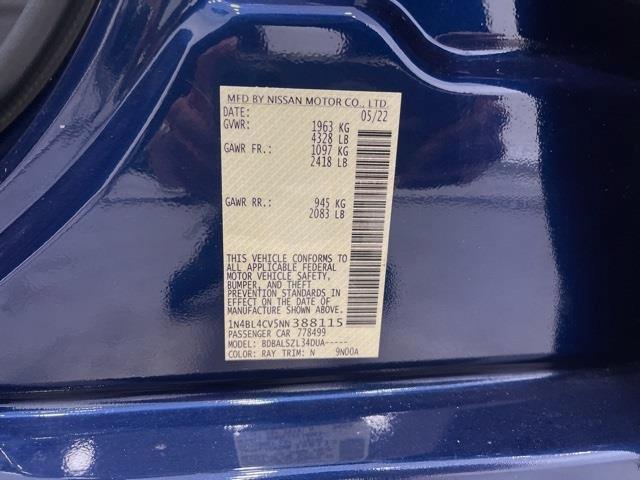 MFD BY NISSAN MOTOR CO., LTD.
DATE: 05/22
GVWR: 1963 KG
4328 LB
GAWR FR.: 1097 KG
2418 LB
GAWR RR.: 945 KG
2083 LB
THIS VEHICLE CONFORMS TO
ALL APPLICABLE FEDERAL
MOTOR VEHICLE SAFETY,
BUMPER, AND THEFT
PREVENTION STANDARDS IN
EFFECT ON THE DATE OF
MANUFACTURE SHOWN ABOVE.
1N4BL4CV5NN388115
PASSENGER CAR 778499
MODEL: BDBALSZL34DUA-----
COLOR: RAY TRIM: N 9N00A